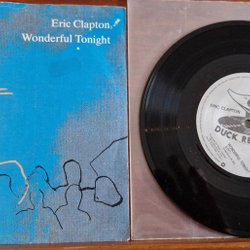 Eric Clapton.
Wonderful Tonight
ERIC CLAPTON
DUCK RE